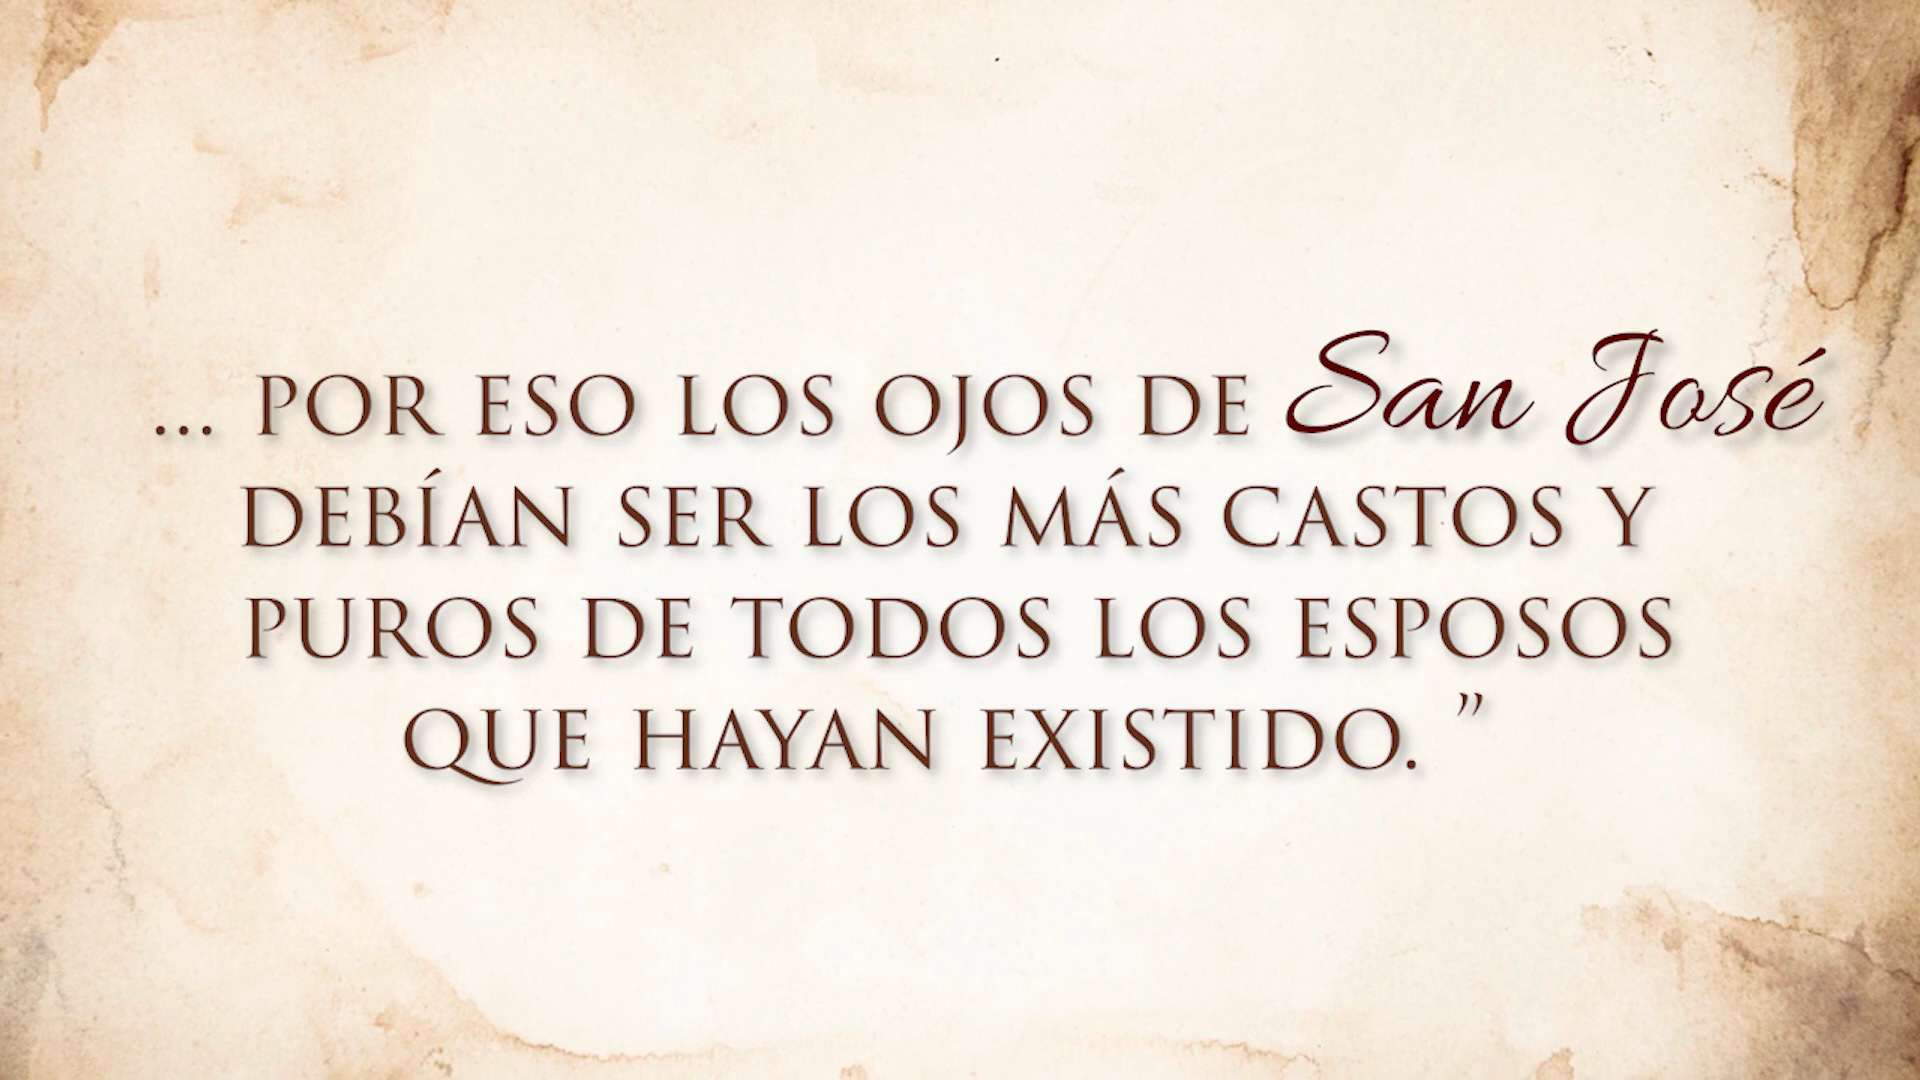 ... POR ESO LOS OJOS DE San José
DEBÍAN SER LOS MÁS CASTOS Y
PUROS DE TODOS LOS ESPOSOS
QUE HAYAN EXISTIDO. ”